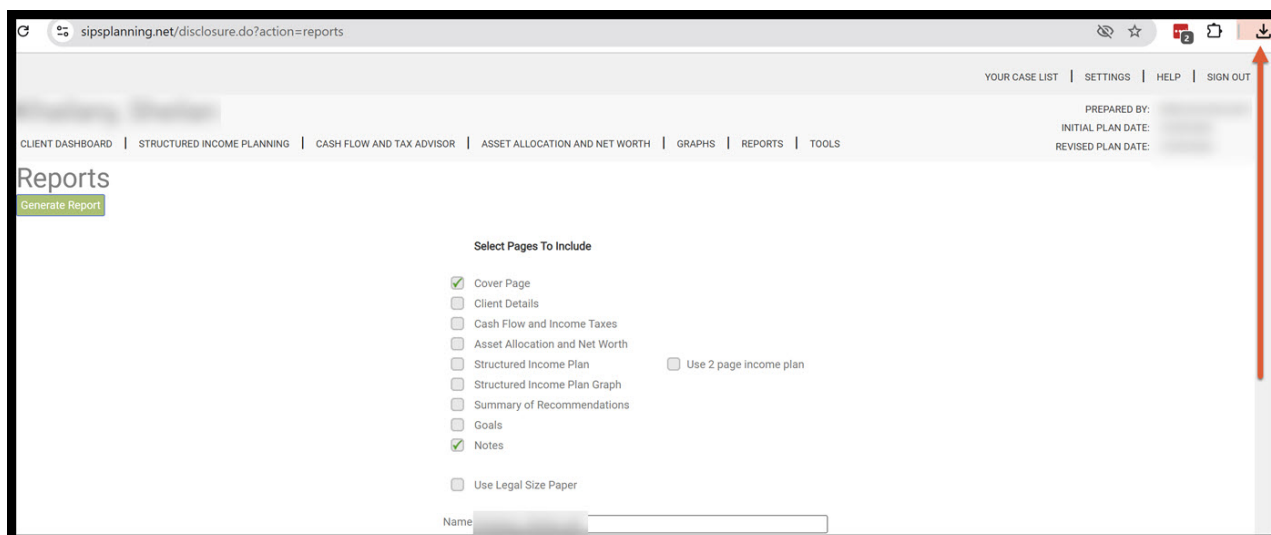 sipsplanning.net/disclosure.do?action=reports
2
YOUR CASE LIST | SETTINGS | HELP | SIGN OUT
PREPARED BY:
INITIAL PLAN DATE:
REVISED PLAN DATE:
CLIENT DASHBOARD | STRUCTURED INCOME PLANNING | CASH FLOW AND TAX ADVISOR | ASSET ALLOCATION AND NET WORTH | GRAPHS | REPORTS | TOOLS
Reports
Generate Report
Select Pages To Include
Cover Page
Client Details
Cash Flow and Income Taxes
Asset Allocation and Net Worth
Structured Income Plan Use 2 page income plan
Structured Income Plan Graph
Summary of Recommendations
Goals
Notes
Use Legal Size Paper
Name